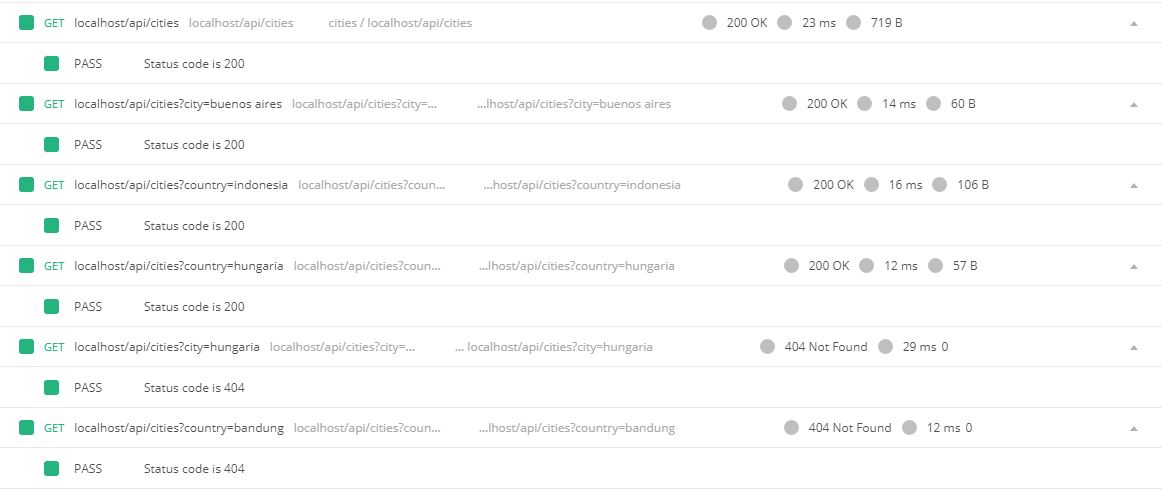 GET localhost/api/cities localhost/api/cities cities / localhost/api/cities 200 OK 23 ms 719 B
PASS Status code is 200
GET localhost/api/cities?city=buenos aires localhost/api/cities?city=... ...lhost/api/cities?city=buenos aires 200 OK 14 ms 60 B
PASS Status code is 200
GET localhost/api/cities?country=indonesia localhost/api/cities?coun... ...host/api/cities?country=indonesia 200 OK 16 ms 106 B
PASS Status code is 200
GET localhost/api/cities?country=hungaria localhost/api/cities?coun... ...lhost/api/cities?country=hungaria 200 OK 12 ms 57 B
PASS Status code is 200
GET localhost/api/cities?city=hungaria localhost/api/cities?city=... ... localhost/api/cities?city=hungaria 404 Not Found 29 ms 0
PASS Status code is 404
GET localhost/api/cities?country=bandung localhost/api/cities?coun... ...lhost/api/cities?country=bandung 404 Not Found 12 ms 0
PASS Status code is 404